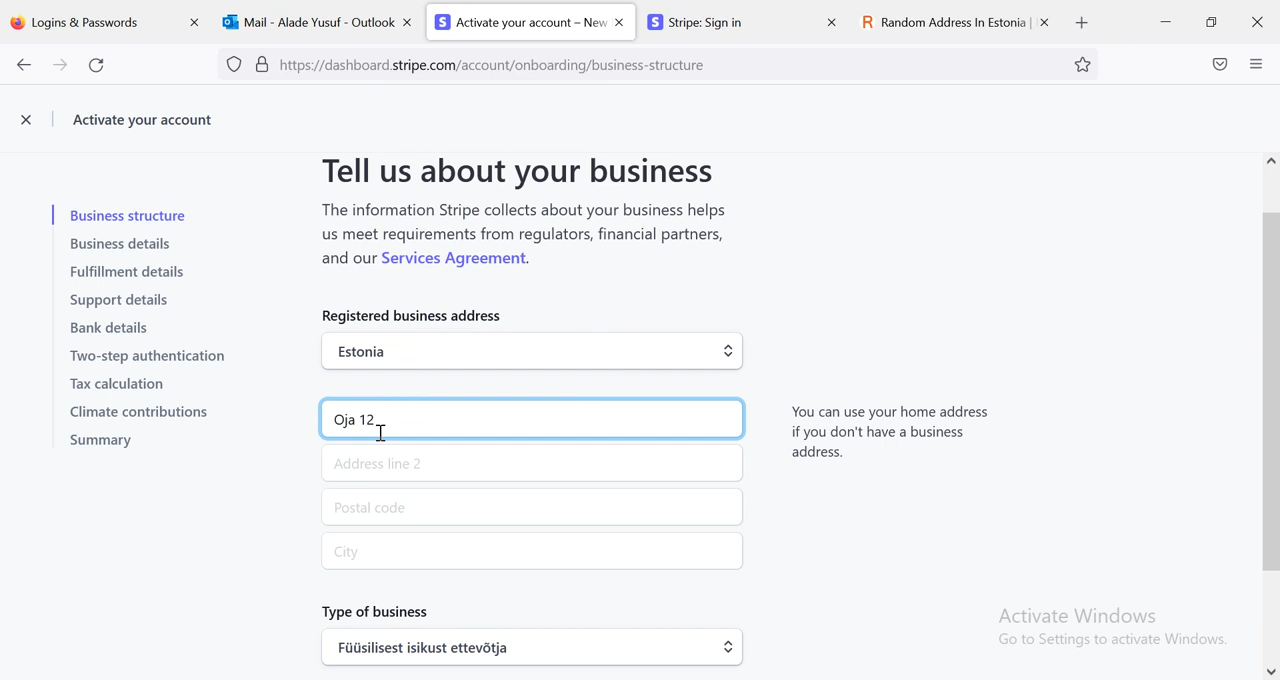 Logins & Passwords
Mail - Alade Yusuf - Outlook
Activate your account – New
Stripe: Sign in
Random Address In Estonia |
https://dashboard.stripe.com/account/onboarding/business-structure
Activate your account
Business structure
Business details
Fulfillment details
Support details
Bank details
Two-step authentication
Tax calculation
Climate contributions
Summary
Tell us about your business
The information Stripe collects about your business helps
us meet requirements from regulators, financial partners,
and our Services Agreement.
Registered business address
Estonia
Oja 12
Address line 2
Postal code
City
You can use your home address
if you don't have a business
address.
Type of business
Füüsilisest isikust ettevõtja
Activate Windows
Go to Settings to activate Windows.